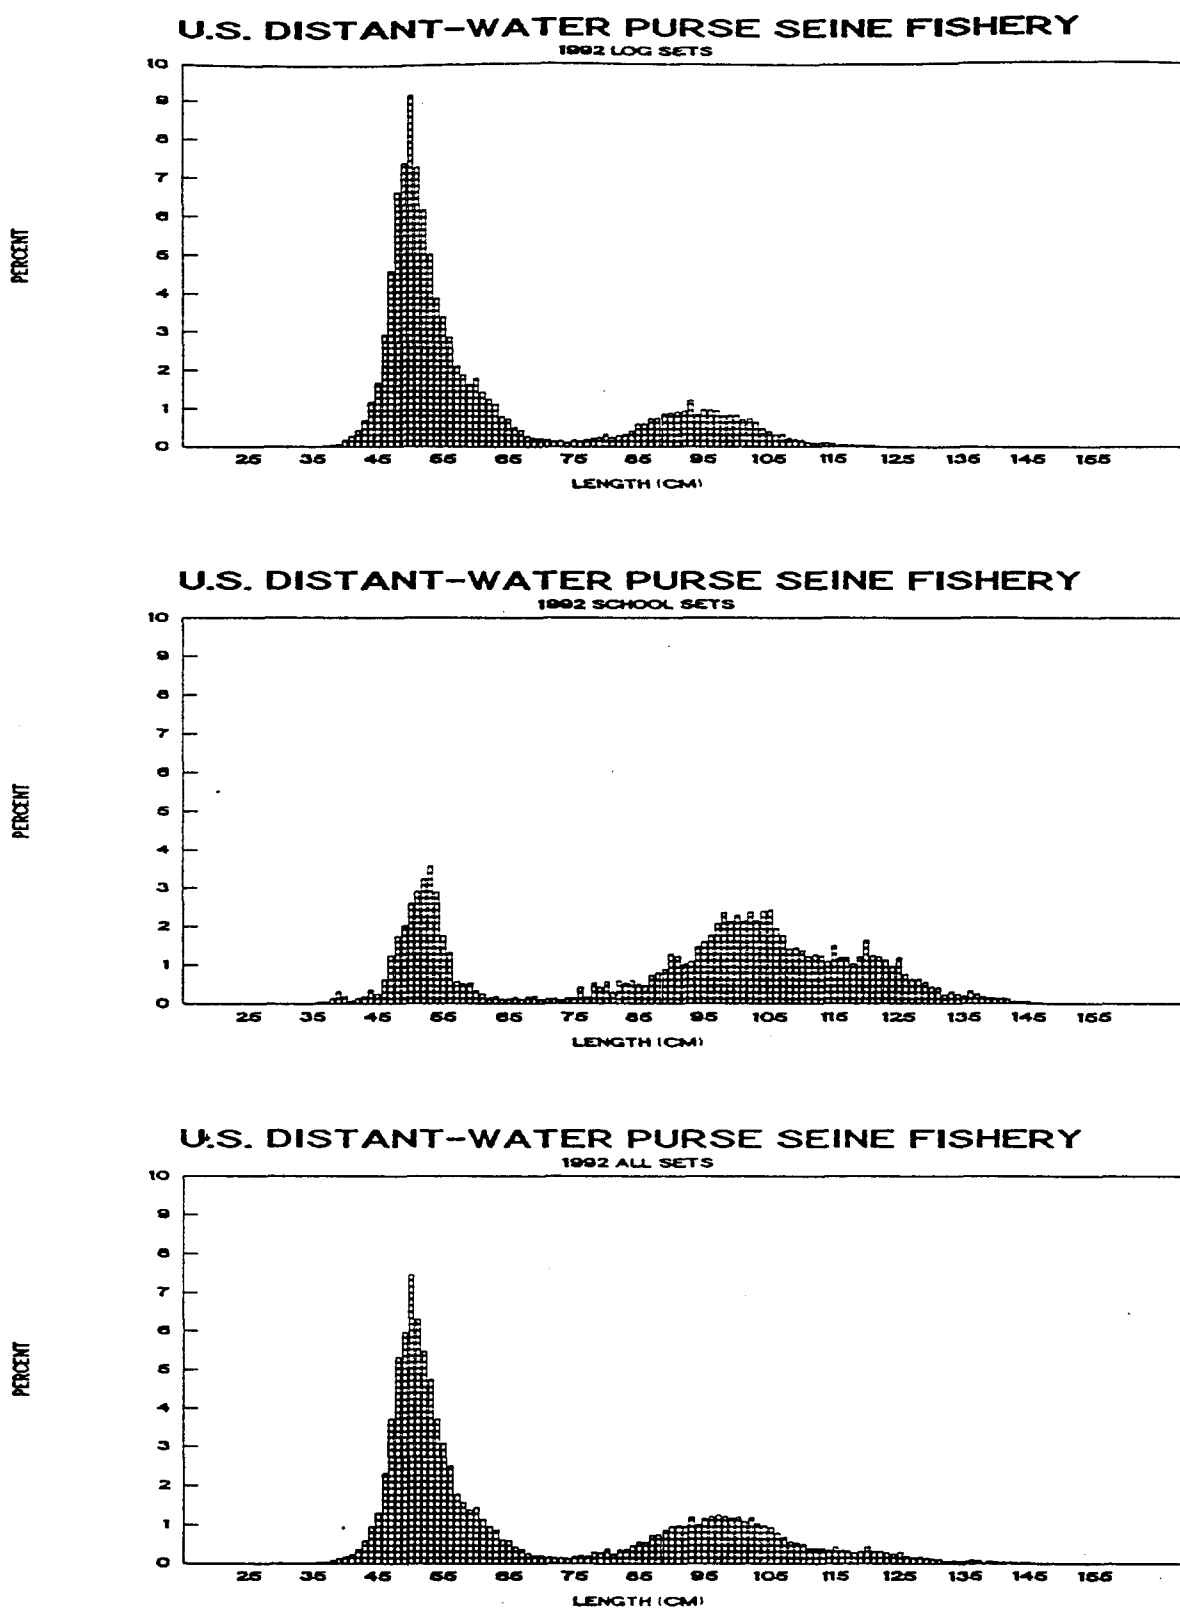 U.S. DISTANT-WATER PURSE SEINE FISHERY
1992 LOG SETS
10
9
8
7
6
5
4
3
2
1
0
PERCENT
25 35 45 55 65 75 85 95 105 115 125 135 145 155
LENGTH (CM)
U.S. DISTANT-WATER PURSE SEINE FISHERY
1992 SCHOOL SETS
10
9
8
7
6
5
4
3
2
1
0
PERCENT
25 35 45 55 65 75 85 95 105 115 125 135 145 155
LENGTH (CM)
U.S. DISTANT-WATER PURSE SEINE FISHERY
1992 ALL SETS
10
9
8
7
6
5
4
3
2
1
0
PERCENT
25 35 45 55 65 75 85 95 105 115 125 135 145 155
LENGTH (CM)